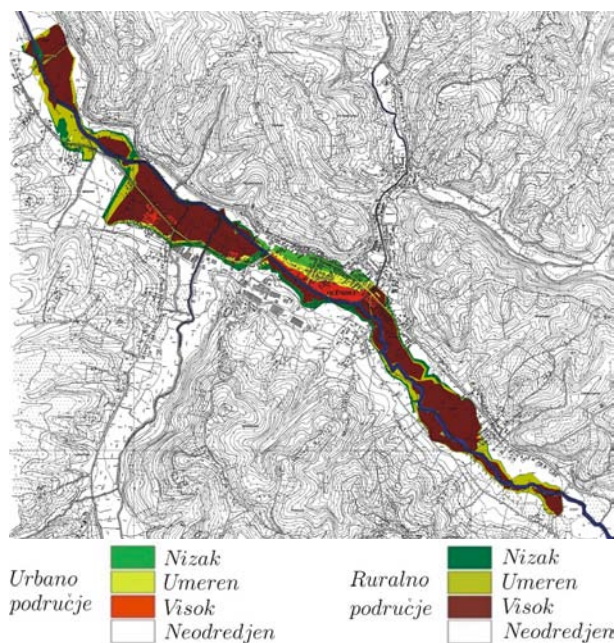 Urbano
područje
Nizak
Umeren
Visok
Neodredjen
Ruralno
područje
Nizak
Umeren
Visok
Neodredjen